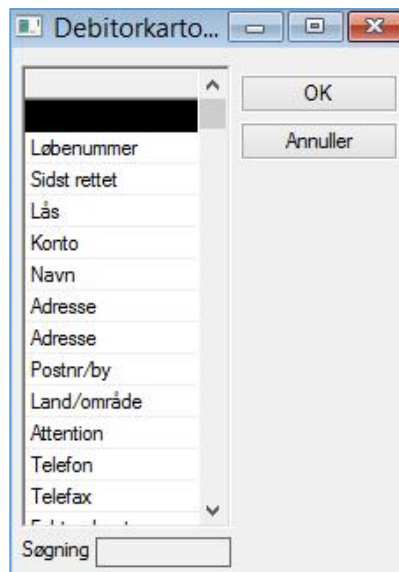 Debitorkarto...
OK
Annuller
Løbenummer
Sidst rettet
Lås
Konto
Navn
Adresse
Adresse
Postnr/by
Land/område
Attention
Telefon
Telefax
Søgning